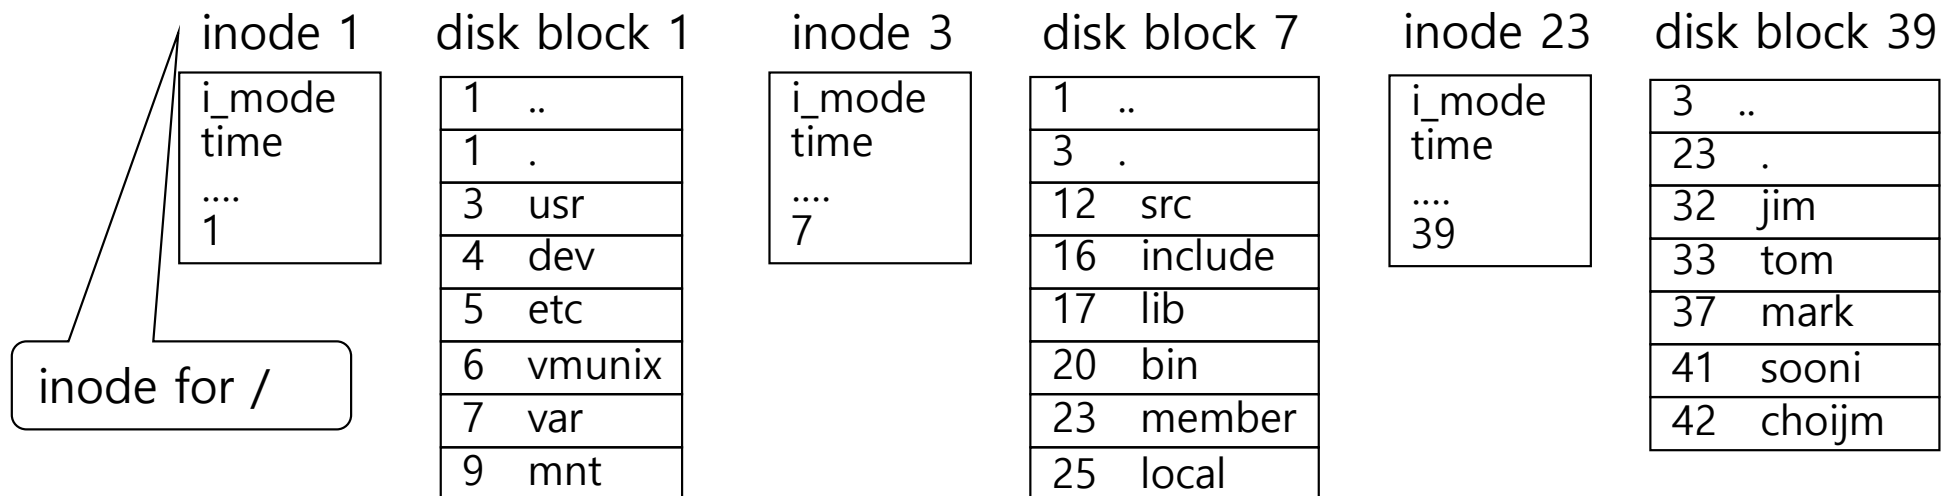 inode 1
i_mode
time
....
1
inode for /
disk block 1
1 ..
1 .
3 usr
4 dev
5 etc
6 vmunix
7 var
9 mnt
inode 3
i_mode
time
....
7
disk block 7
1 ..
3 .
12 src
16 include
17 lib
20 bin
23 member
25 local
inode 23
i_mode
time
....
39
disk block 39
3 ..
23 .
32 jim
33 tom
37 mark
41 sooni
42 choijm